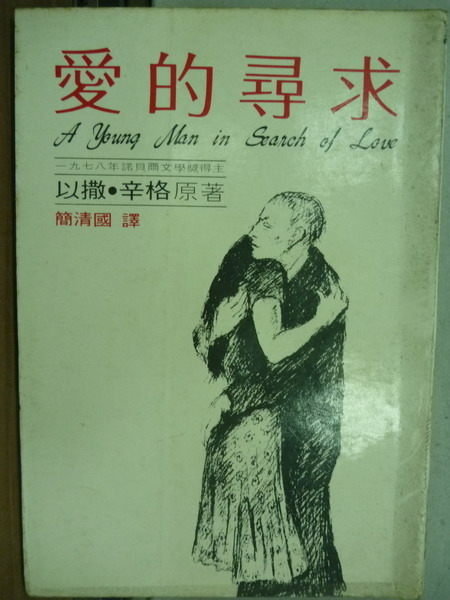 愛的尋求
A Young Man in Search of Love
一九七八年諾貝爾文學獎得主
以撒•辛格原著
簡清國 譯